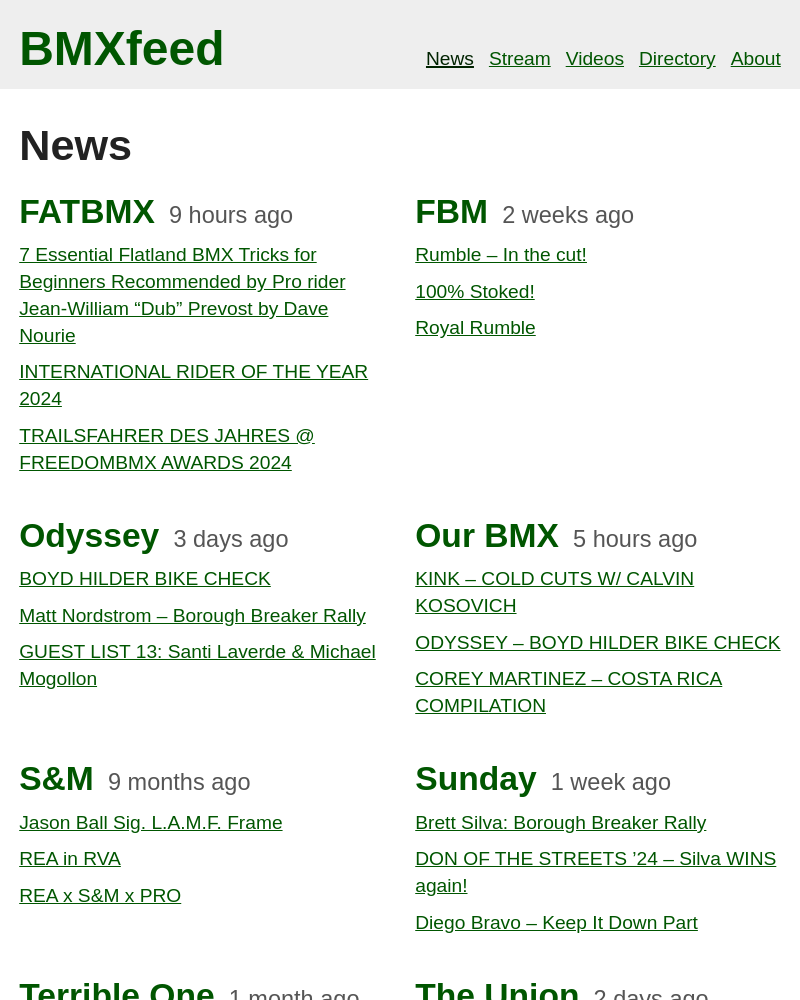 BMXfeed
News Stream Videos Directory About
News
FATBMX 9 hours ago
7 Essential Flatland BMX Tricks for
Beginners Recommended by Pro rider
Jean-William “Dub” Prevost by Dave
Nourie
INTERNATIONAL RIDER OF THE YEAR
2024
TRAILSFAHRER DES JAHRES @
FREEDOMBMX AWARDS 2024
FBM 2 weeks ago
Rumble – In the cut!
100% Stoked!
Royal Rumble
Odyssey 3 days ago
BOYD HILDER BIKE CHECK
Matt Nordstrom – Borough Breaker Rally
GUEST LIST 13: Santi Laverde & Michael
Mogollon
Our BMX 5 hours ago
KINK – COLD CUTS W/ CALVIN
KOSOVICH
ODYSSEY – BOYD HILDER BIKE CHECK
COREY MARTINEZ – COSTA RICA
COMPILATION
S&M 9 months ago
Jason Ball Sig. L.A.M.F. Frame
REA in RVA
REA x S&M x PRO
Sunday 1 week ago
Brett Silva: Borough Breaker Rally
DON OF THE STREETS ’24 – Silva WINS
again!
Diego Bravo – Keep It Down Part
Terrible One 1 month ago
The Union 2 days ago